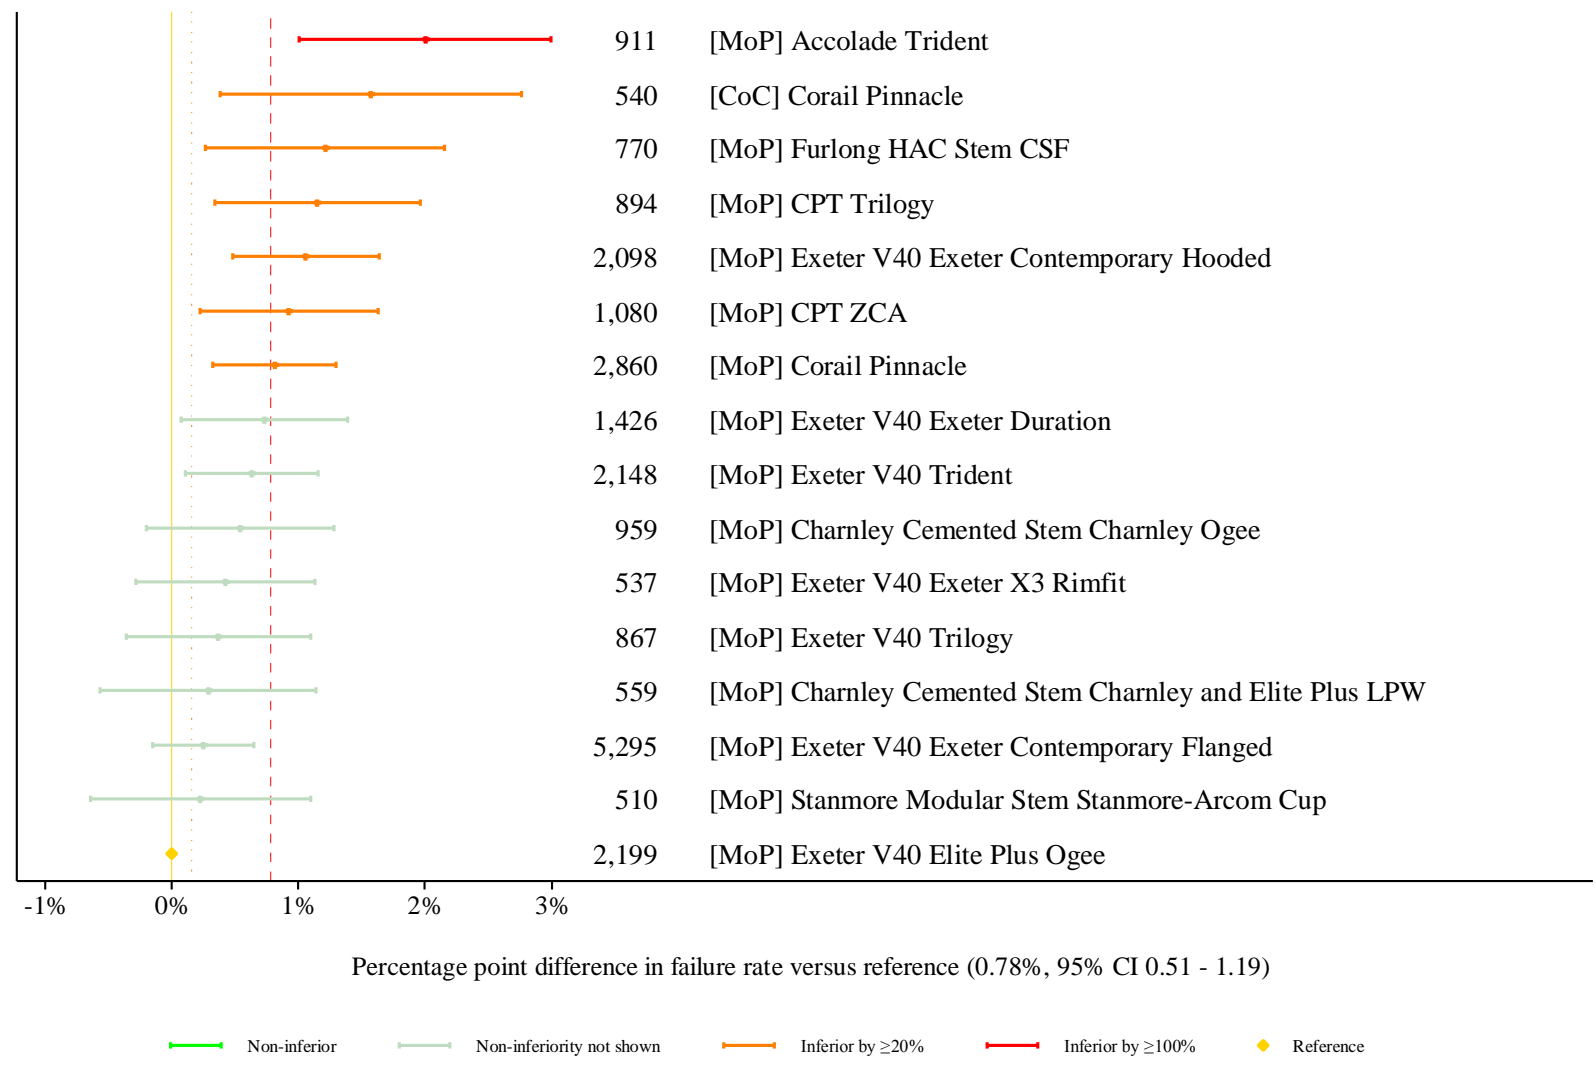 911 [MoP] Accolade Trident
540 [CoC] Corail Pinnacle
770 [MoP] Furlong HAC Stem CSF
894 [MoP] CPT Trilogy
2,098 [MoP] Exeter V40 Exeter Contemporary Hooded
1,080 [MoP] CPT ZCA
2,860 [MoP] Corail Pinnacle
1,426 [MoP] Exeter V40 Exeter Duration
2,148 [MoP] Exeter V40 Trident
959 [MoP] Charnley Cemented Stem Charnley Ogee
537 [MoP] Exeter V40 Exeter X3 Rimfit
867 [MoP] Exeter V40 Trilogy
559 [MoP] Charnley Cemented Stem Charnley and Elite Plus LPW
5,295 [MoP] Exeter V40 Exeter Contemporary Flanged
510 [MoP] Stanmore Modular Stem Stanmore-Arcom Cup
2,199 [MoP] Exeter V40 Elite Plus Ogee
-1% 0% 1% 2% 3%
Percentage point difference in failure rate versus reference (0.78%, 95% CI 0.51 - 1.19)
Non-inferior Non-inferiority not shown Inferior by ≥20% Inferior by ≥100% Reference